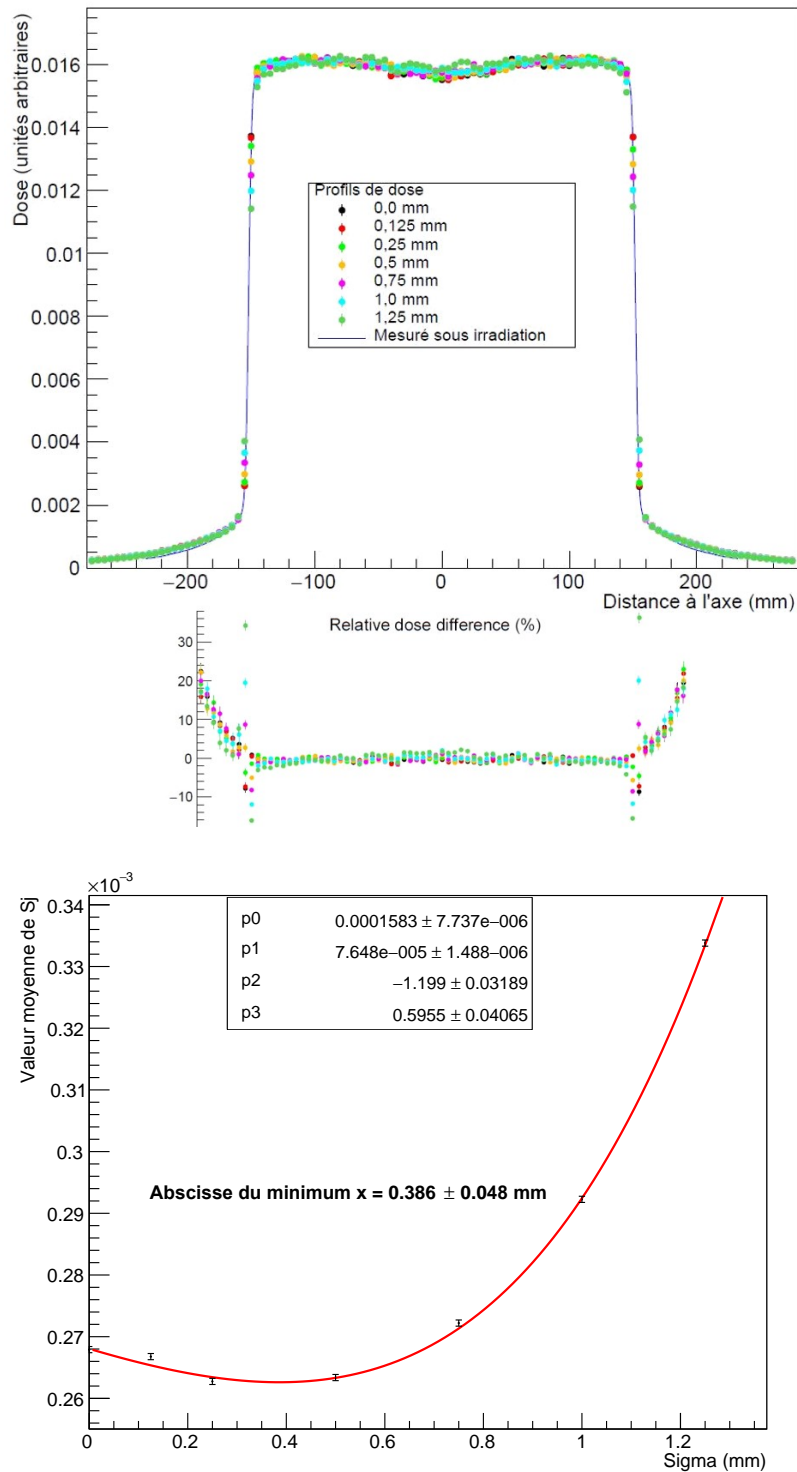 Dose (unités arbitraires)
0.016
0.014
0.012
0.01
0.008
0.006
0.004
0.002
0
Profils de dose
0,0 mm
0,125 mm
0,25 mm
0,5 mm
0,75 mm
1,0 mm
1,25 mm
Mesuré sous irradiation
−200 −100 0 100 200
Distance à l'axe (mm)
Relative dose difference (%)
30
20
10
0
−10
×10⁻³
Valeur moyenne de Sj
0.34
0.33
0.32
0.31
0.3
0.29
0.28
0.27
0.26
p0 0.0001583 ± 7.737e−006
p1 7.648e−005 ± 1.488−006
p2 −1.199 ± 0.03189
p3 0.5955 ± 0.04065
Abscisse du minimum x = 0.386 ± 0.048 mm
0 0.2 0.4 0.6 0.8 1 1.2
Sigma (mm)